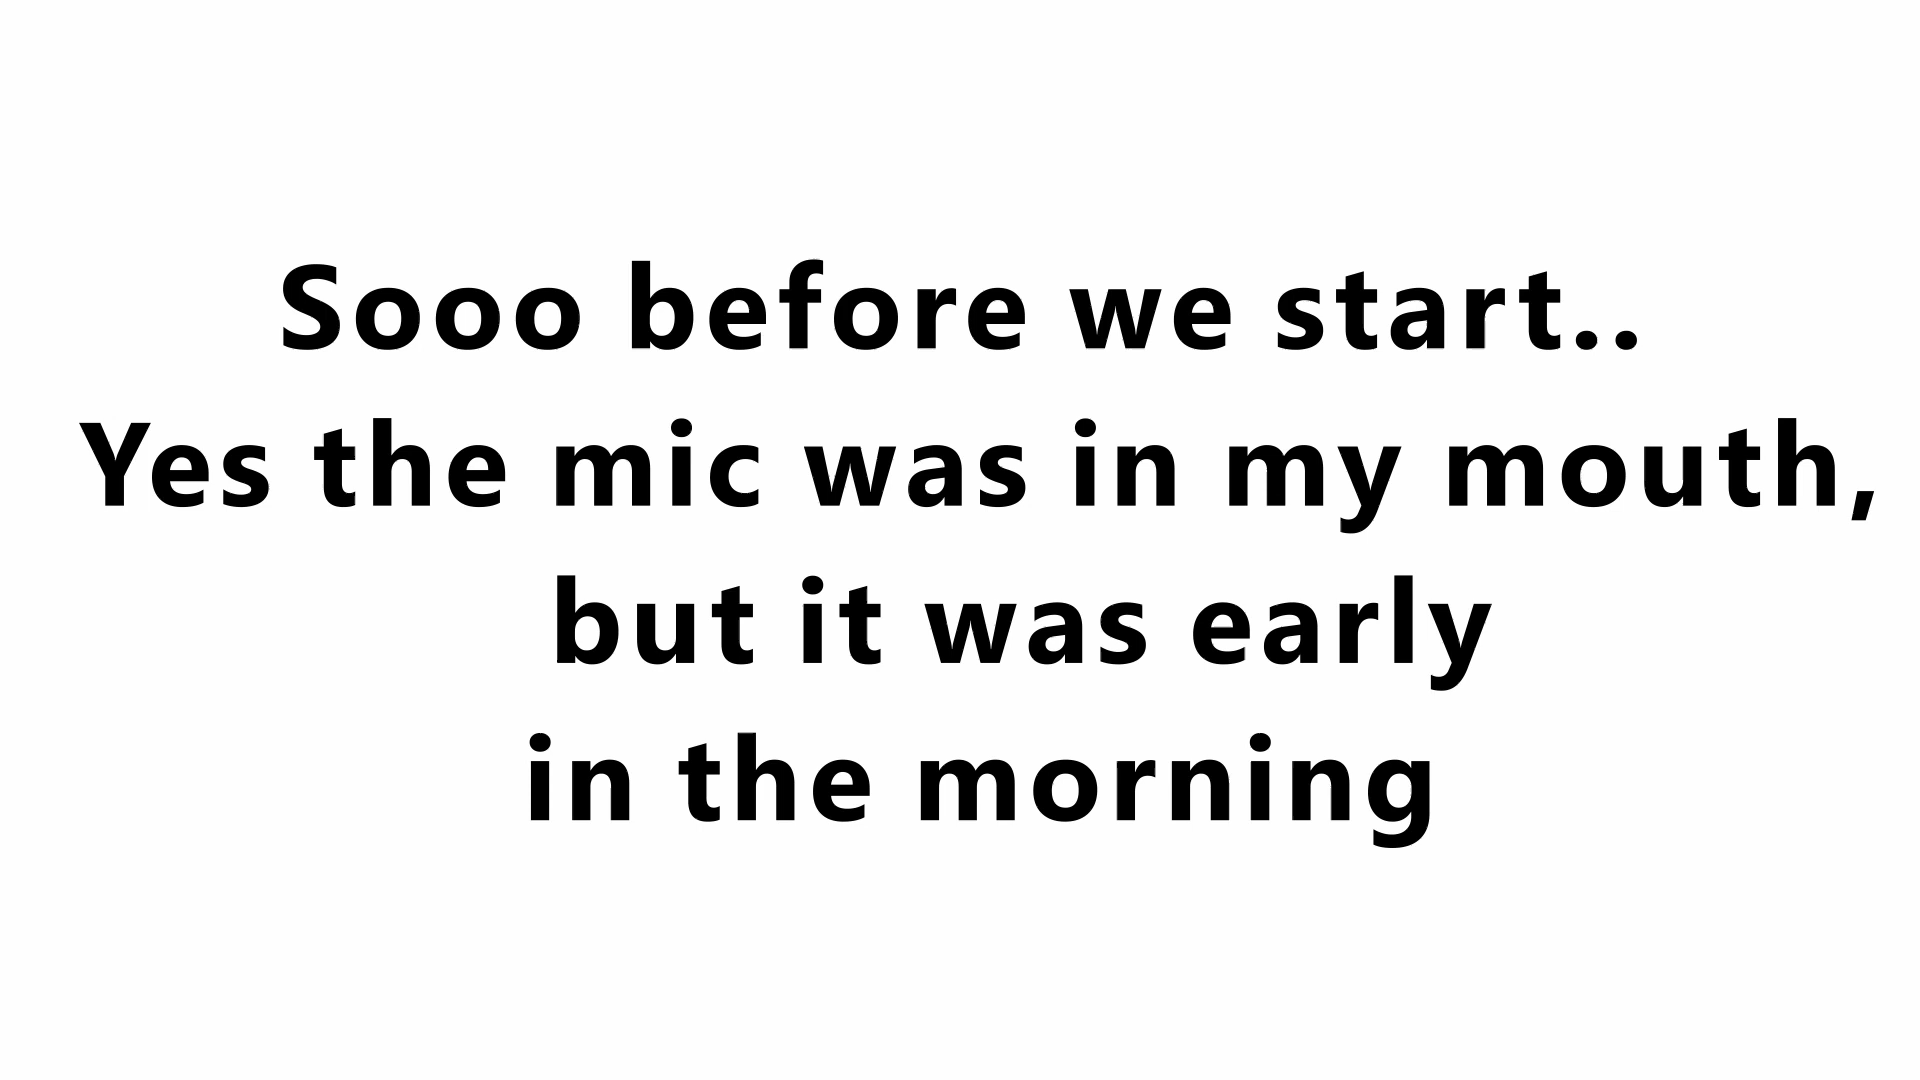 Sooo before we start..
Yes the mic was in my mouth,
but it was early
in the morning